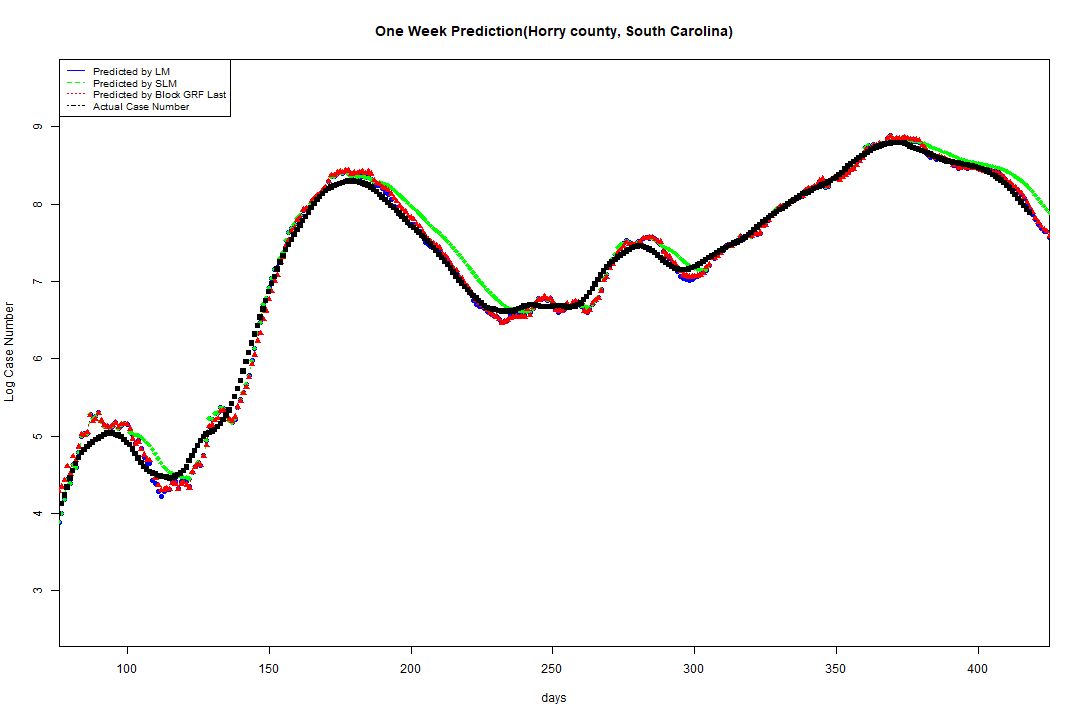 One Week Prediction(Horry county, South Carolina)
Predicted by LM
Predicted by SLM
Predicted by Block GRF Last
Actual Case Number
Log Case Number
9
8
7
6
5
4
3
100 150 200 250 300 350 400
days